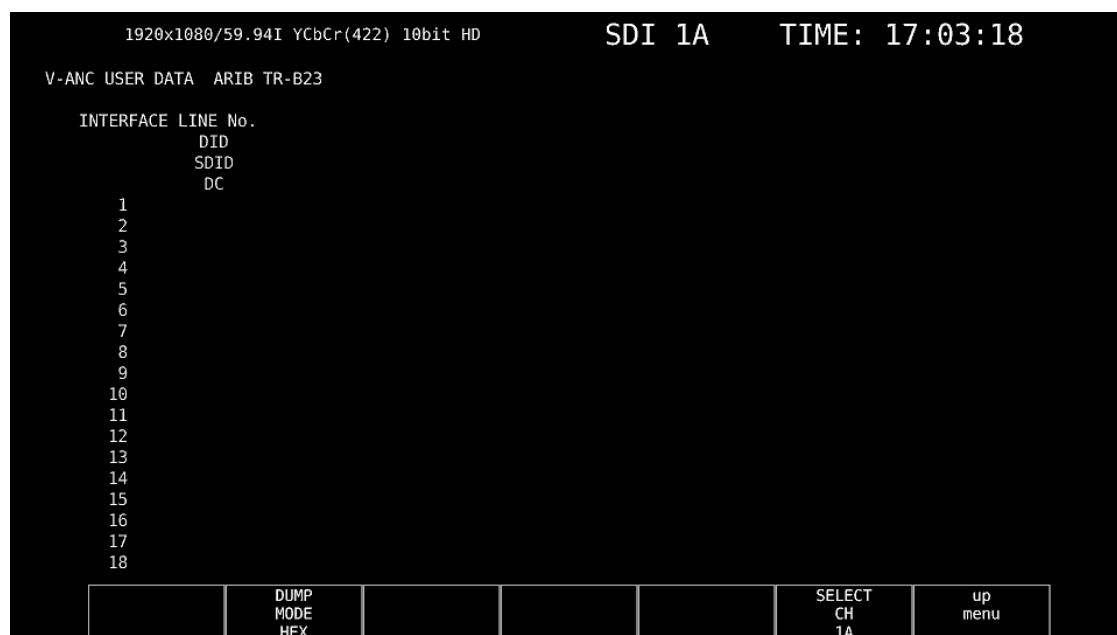 1920x1080/59.94I YCbCr(422) 10bit HD SDI 1A TIME: 17:03:18
V-ANC USER DATA ARIB TR-B23
INTERFACE LINE No.
DID
SDID
DC
1
2
3
4
5
6
7
8
9
10
11
12
13
14
15
16
17
18
DUMP
MODE
HEX
SELECT
CH
1A
up
menu